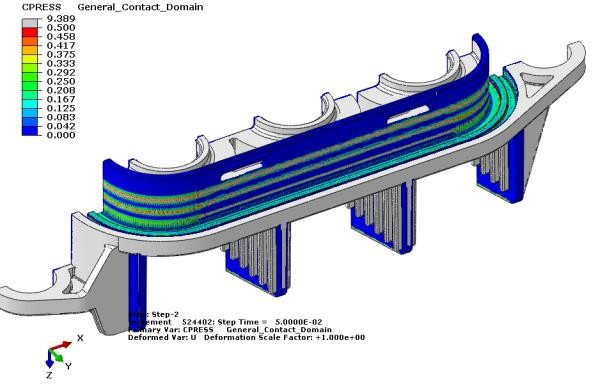 CPRESS General_Contact_Domain
9.389
0.500
0.458
0.417
0.375
0.333
0.292
0.250
0.208
0.167
0.125
0.083
0.042
0.000
Step-2
524402: Step Time = 5.0000E-02
Var: CPRESS General_Contact_Domain
Deformed Var: U Deformation Scale Factor: +1.000e+00
X
Y
Z